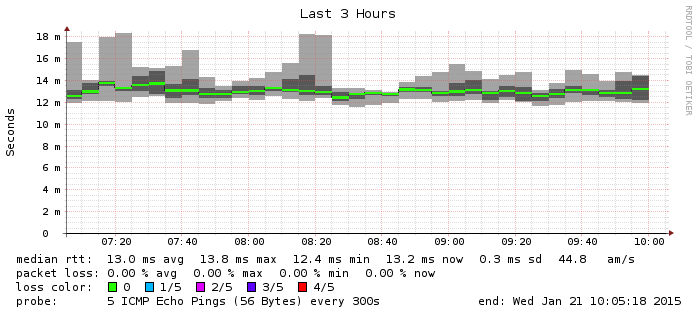 Last 3 Hours
RRDTOOL / TOBI OETIKER
Seconds
18 m
16 m
14 m
12 m
10 m
8 m
6 m
4 m
2 m
0
07:20 07:40 08:00 08:20 08:40 09:00 09:20 09:40 10:00
median rtt: 13.0 ms avg 13.8 ms max 12.4 ms min 13.2 ms now 0.3 ms sd 44.8 am/s
packet loss: 0.00 % avg 0.00 % max 0.00 % min 0.00 % now
loss color: 0 1/5 2/5 3/5 4/5
probe: 5 ICMP Echo Pings (56 Bytes) every 300s end: Wed Jan 21 10:05:18 2015